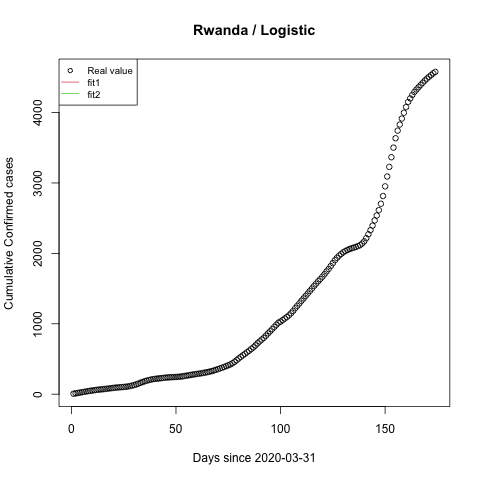 Rwanda / Logistic
Real value
fit1
fit2
Cumulative Confirmed cases
4000
3000
2000
1000
0
0 50 100 150
Days since 2020-03-31